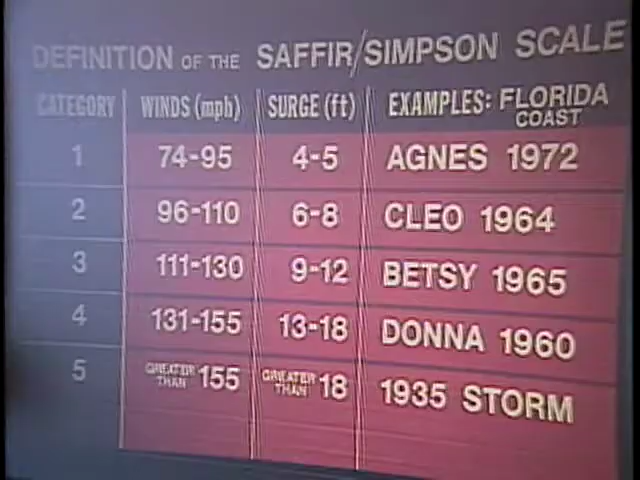 DEFINITION OF THE SAFFIR/SIMPSON SCALE
CATEGORY WINDS (mph) SURGE (ft) EXAMPLES: FLORIDA COAST
1 74-95 4-5 AGNES 1972
2 96-110 6-8 CLEO 1964
3 111-130 9-12 BETSY 1965
4 131-155 13-18 DONNA 1960
5 GREATER THAN 155 GREATER THAN 18 1935 STORM